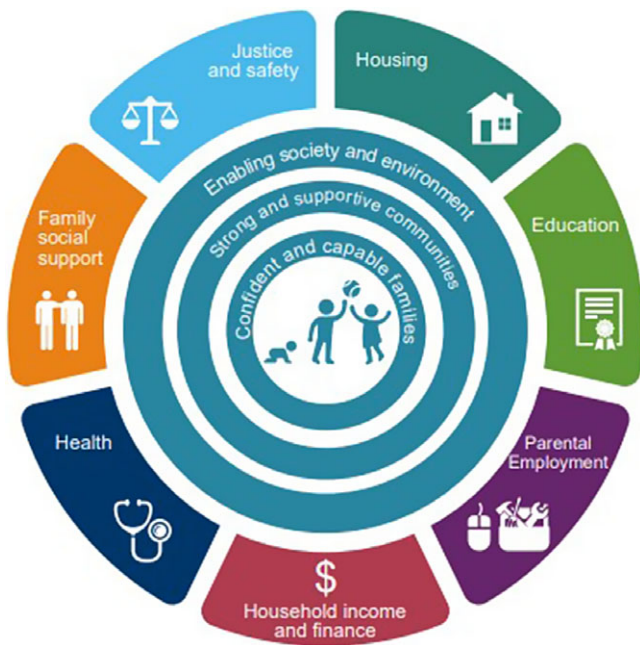 Justice
and safety
Housing
Family
social
support
Education
Enabling society and environment
Strong and supportive communities
Confident and capable families
Health
Parental
Employment
$
Household income
and finance